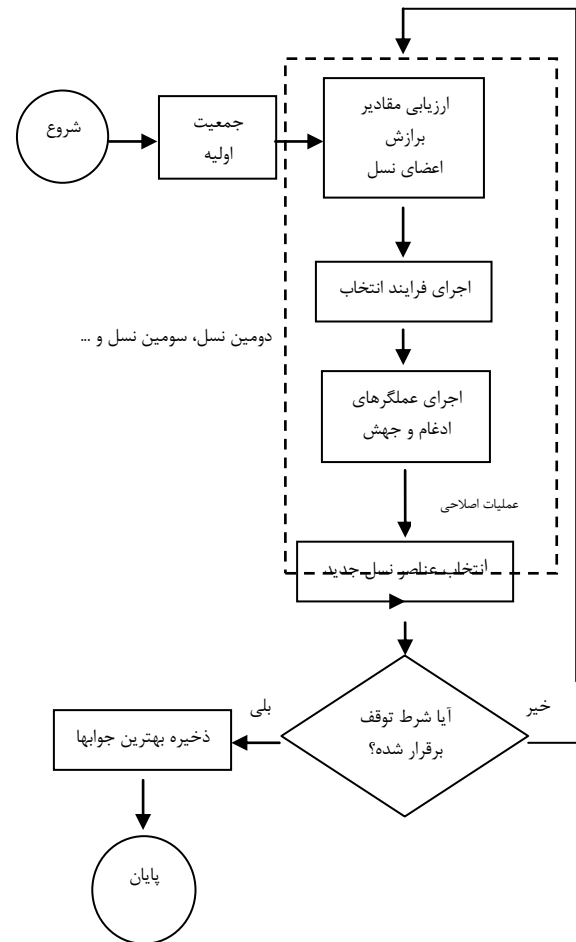 شروع
جمعیت
اولیه
ارزیابی مقادیر
برازش
اعضای نسل
اجرای فرایند انتخاب
دومین نسل، سومین نسل و ...
اجرای عملگرهای
ادغام و جهش
عملیات اصلاحی
انتخاب عناصر نسل جدید
آیا شرط توقف
برقرار شده؟
خیر
بلی
ذخیره بهترین جوابها
پایان